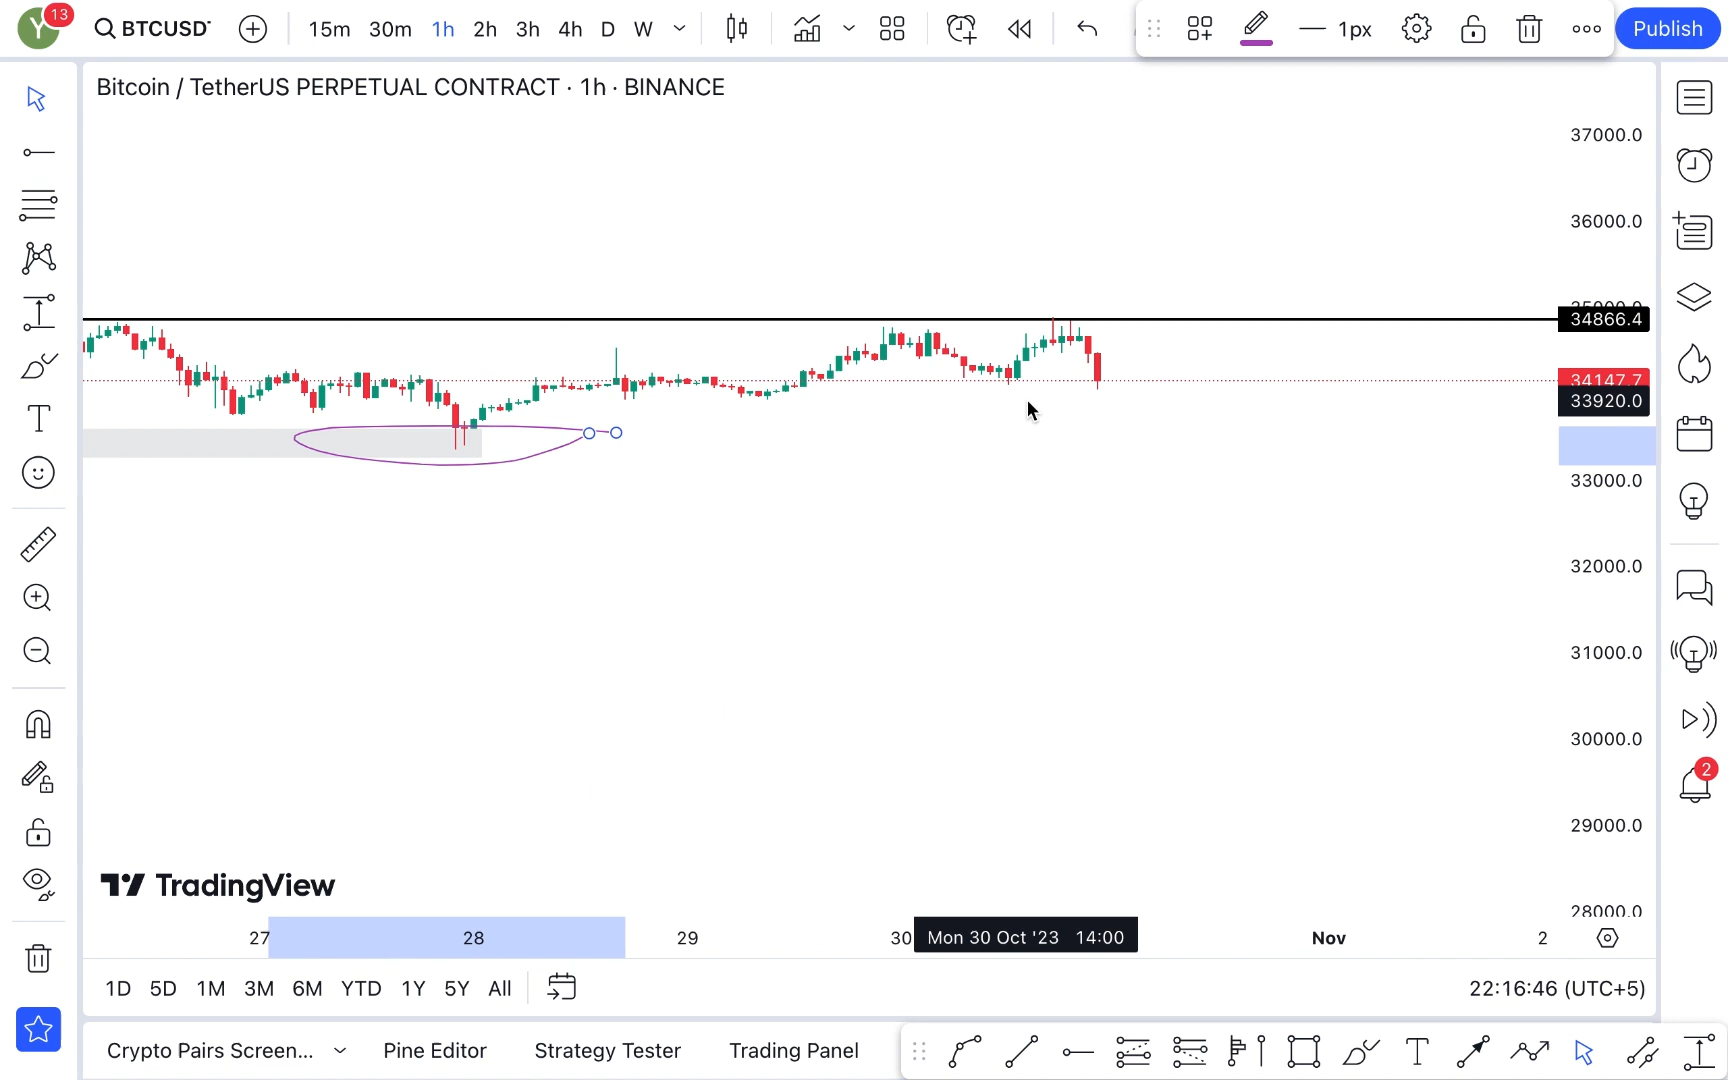 Y 13 BTCUSD 15m 30m 1h 2h 3h 4h D W 1px Publish
Bitcoin / TetherUS PERPETUAL CONTRACT · 1h · BINANCE
37000.0
36000.0
35000.0
34866.4
34147.7
33920.0
33000.0
32000.0
31000.0
30000.0
2
29000.0
TradingView
28000.0
27 28 29 30 Mon 30 Oct '23 14:00 Nov 2
1D 5D 1M 3M 6M YTD 1Y 5Y All 22:16:46 (UTC+5)
Crypto Pairs Screen... Pine Editor Strategy Tester Trading Panel